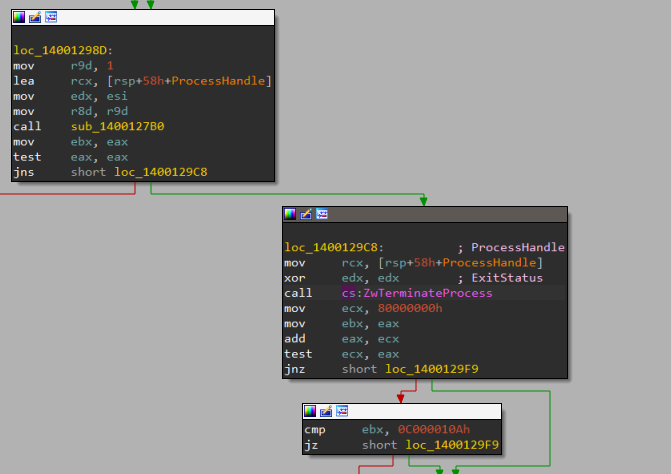 loc_14001298D:
mov r9d, 1
lea rcx, [rsp+58h+ProcessHandle]
mov edx, esi
mov r8d, r9d
call sub_1400127B0
mov ebx, eax
test eax, eax
jns short loc_1400129C8
loc_1400129C8: ; ProcessHandle
mov rcx, [rsp+58h+ProcessHandle]
xor edx, edx ; ExitStatus
call cs:ZwTerminateProcess
mov ecx, 80000000h
mov ebx, eax
add eax, ecx
test ecx, eax
jnz short loc_1400129F9
cmp ebx, 0C000010Ah
jz short loc_1400129F9